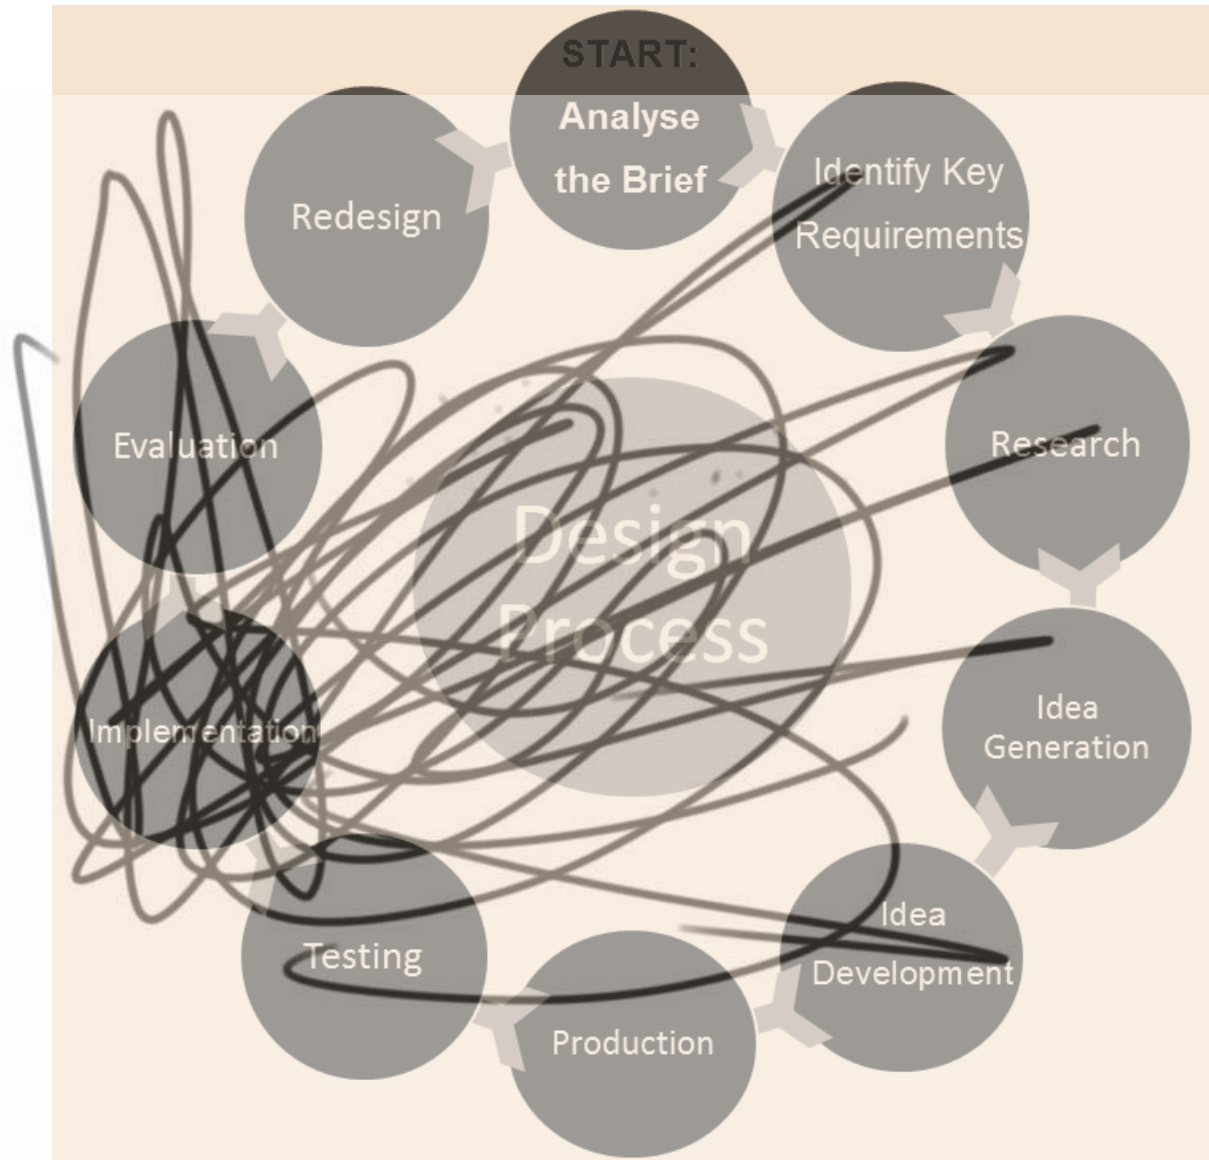 START:
Analyse
the Brief
Identify Key
Requirements
Research
Idea
Generation
Idea
Development
Production
Testing
Implementation
Evaluation
Redesign
Design
Process